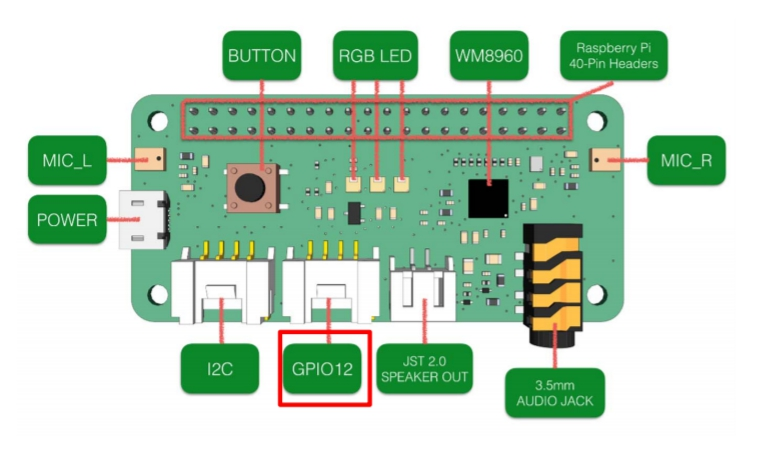 BUTTON
RGB LED
WM8960
Raspberry Pi
40-Pin Headers
MIC_L
MIC_R
POWER
I2C
GPIO12
JST 2.0
SPEAKER OUT
3.5mm
AUDIO JACK